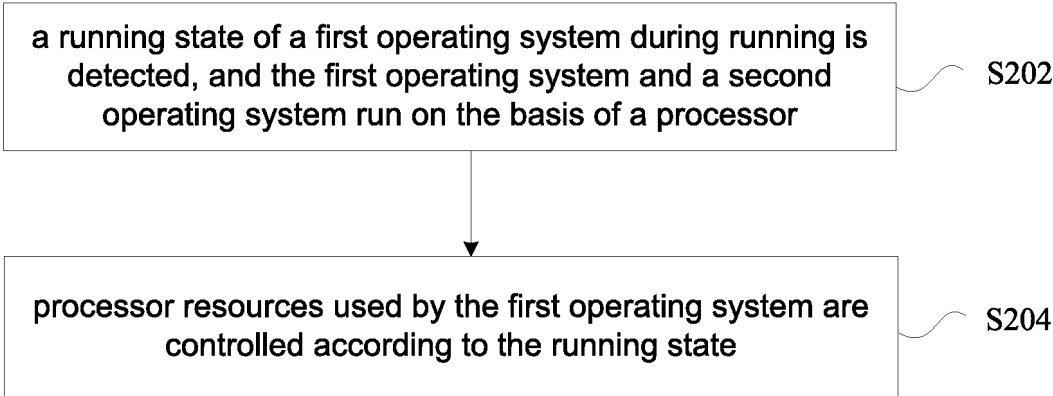 a running state of a first operating system during running is
detected, and the first operating system and a second
operating system run on the basis of a processor
S202
processor resources used by the first operating system are
controlled according to the running state
S204